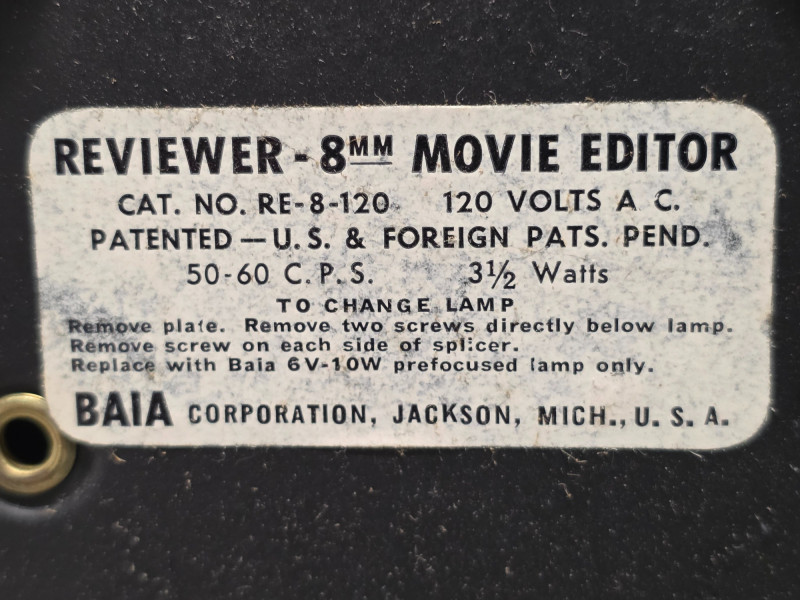 REVIEWER - 8MM MOVIE EDITOR
CAT. NO. RE-8-120 120 VOLTS A C.
PATENTED — U.S. & FOREIGN PATS. PEND.
50-60 C.P.S. 3½ Watts
TO CHANGE LAMP
Remove plate. Remove two screws directly below lamp.
Remove screw on each side of splicer.
Replace with Baia 6V-10W prefocused lamp only.
BAIA CORPORATION, JACKSON, MICH., U. S. A.